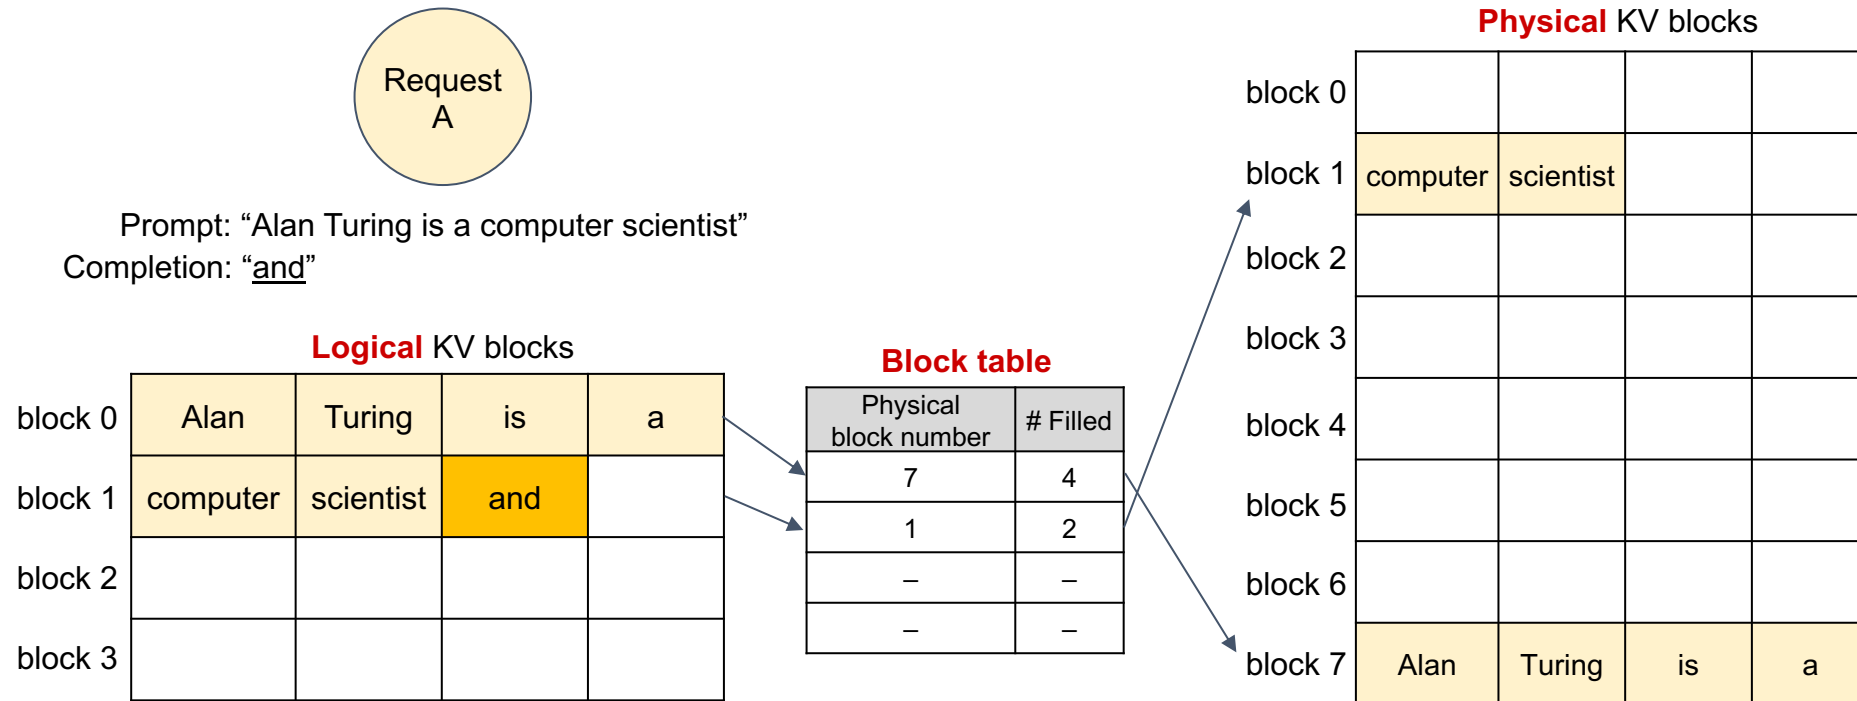 Request
A
Prompt: “Alan Turing is a computer scientist”
Completion: “and”
Logical KV blocks
block 0 Alan Turing is a
block 1 computer scientist and
block 2
block 3
Block table
Physical block number # Filled
7 4
1 2
– –
– –
Physical KV blocks
block 0
block 1 computer scientist
block 2
block 3
block 4
block 5
block 6
block 7 Alan Turing is a